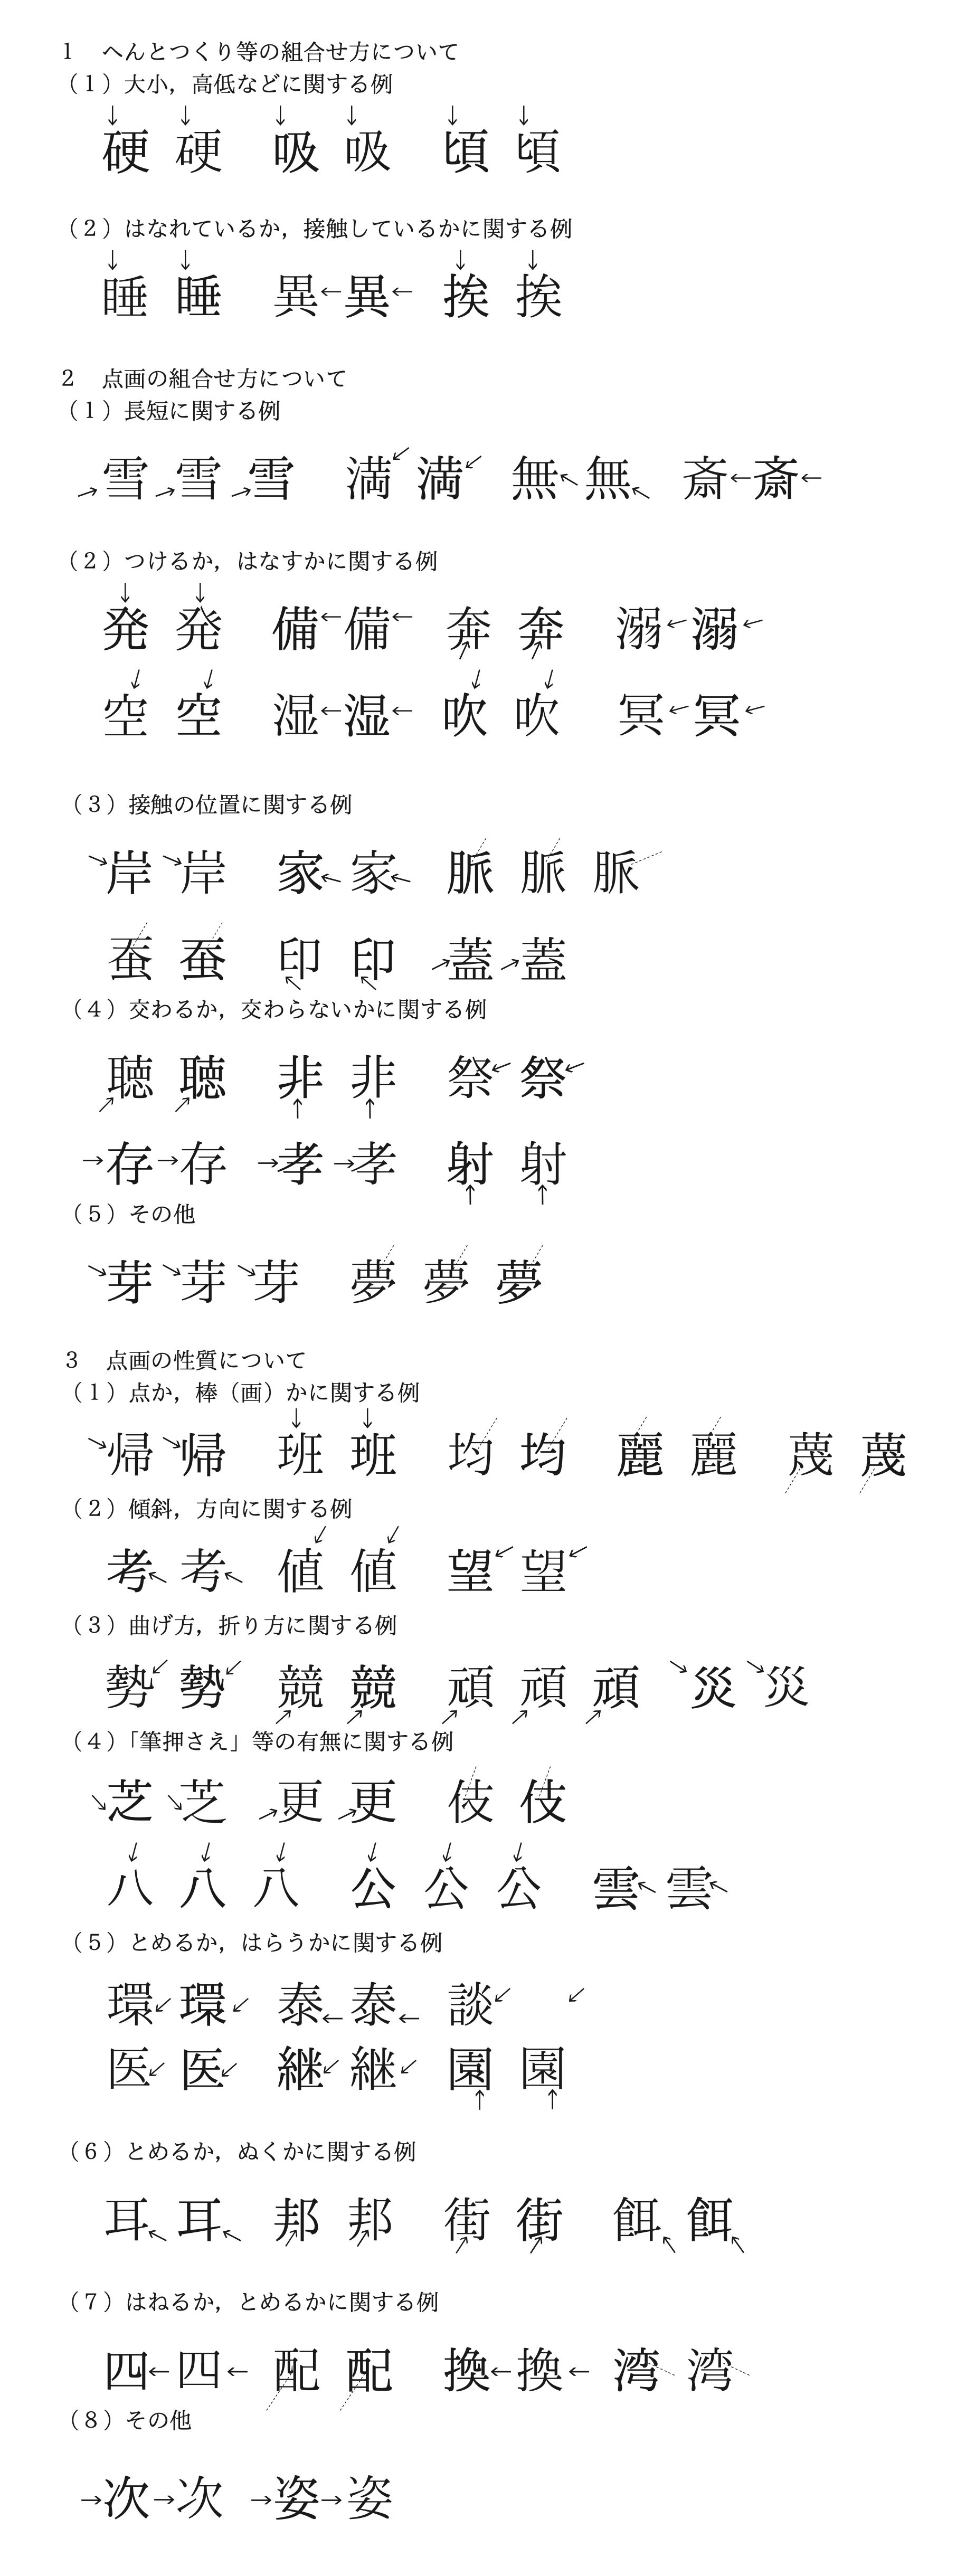 １　へんとつくり等の組合せ方について
（１）大小，高低などに関する例
↓ ↓ ↓ ↓ ↓ ↓
硬 硬 吸 吸 頃 頃
（２）はなれているか，接触しているかに関する例
↓ ↓ ↓ ↓
睡 睡 異←異← 挨 挨
２　点画の組合せ方について
（１）長短に関する例
→雪→雪→雪 満↙満↙ 無↖無↖ 斎←斎←
（２）つけるか，はなすかに関する例
↓ ↓
発 発 備←備← 奔 奔 溺←溺←
空 空 湿←湿← 吹 吹 冥←冥←
（３）接触の位置に関する例
岸 岸 家 家 脈 脈 脈
蚕 蚕 印 印 蓋 蓋
（４）交わるか，交わらないかに関する例
聴 聴 非 非 祭 祭
→存→存 →孝→孝 射 射
（５）その他
芽 芽 芽 夢 夢 夢
３　点画の性質について
（１）点か，棒（画）かに関する例
帰 帰 班 班 均 均 麗 麗 蔑 蔑
（２）傾斜，方向に関する例
考 考 値 値 望 望
（３）曲げ方，折り方に関する例
勢 勢 競 競 頑 頑 頑 災 災
（４）「筆押さえ」等の有無に関する例
芝 芝 更 更 伎 伎
八 八 八 公 公 公 雲 雲
（５）とめるか，はらうかに関する例
環 環 泰←泰← 談
医 医 継 継 園 園
（６）とめるか，ぬくかに関する例
耳 耳 邦 邦 街 街 餌 餌
（７）はねるか，とめるかに関する例
四←四← 配 配 換←換← 湾 湾
（８）その他
→次→次 →姿→姿